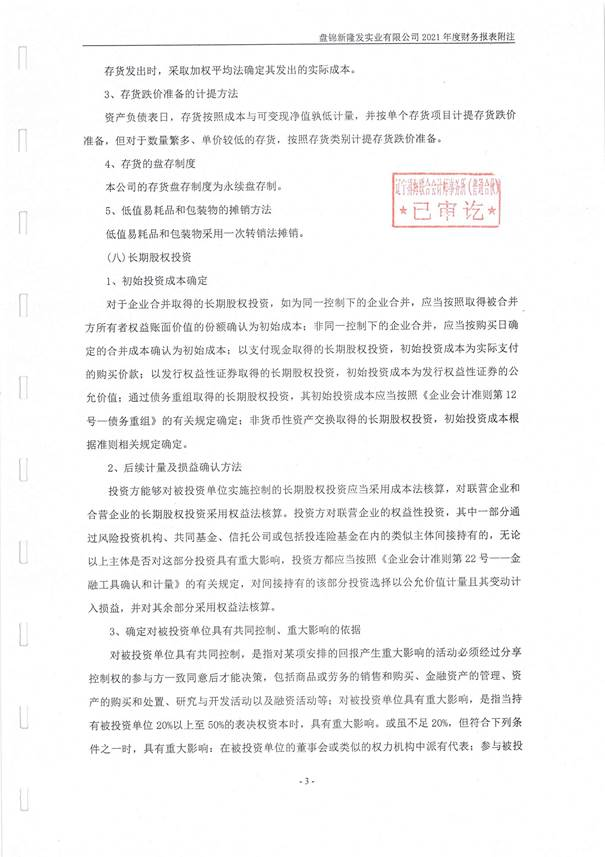 盘锦新隆发实业有限公司 2021 年度财务报表附注
存货发出时，采取加权平均法确定其发出的实际成本。
3、存货跌价准备的计提方法
资产负债表日，存货按照成本与可变现净值孰低计量，并按单个存货项目计提存货跌价
准备，但对于数量繁多、单价较低的存货，按照存货类别计提存货跌价准备。
4、存货的盘存制度
本公司的存货盘存制度为永续盘存制。
5、低值易耗品和包装物的摊销方法
低值易耗品和包装物采用一次转销法摊销。
辽宁 联合会计师事务所（普通合伙）
★已审讫★
(八)长期股权投资
1、初始投资成本确定
对于企业合并取得的长期股权投资，如为同一控制下的企业合并，应当按照取得被合并
方所有者权益账面价值的份额确认为初始成本；非同一控制下的企业合并，应当按购买日确
定的合并成本确认为初始成本；以支付现金取得的长期股权投资，初始投资成本为实际支付
的购买价款；以发行权益性证券取得的长期股权投资，初始投资成本为发行权益性证券的公
允价值；通过债务重组取得的长期股权投资，其初始投资成本应当按照《企业会计准则第 12
号—债务重组》的有关规定确定；非货币性资产交换取得的长期股权投资，初始投资成本根
据准则相关规定确定。
2、后续计量及损益确认方法
投资方能够对被投资单位实施控制的长期股权投资应当采用成本法核算，对联营企业和
合营企业的长期股权投资采用权益法核算。投资方对联营企业的权益性投资，其中一部分通
过风险投资机构、共同基金、信托公司或包括投连险基金在内的类似主体间接持有的，无论
以上主体是否对这部分投资具有重大影响，投资方都应当按照《企业会计准则第 22 号——金
融工具确认和计量》的有关规定，对间接持有的该部分投资选择以公允价值计量且其变动计
入损益，并对其余部分采用权益法核算。
3、确定对被投资单位具有共同控制、重大影响的依据
对被投资单位具有共同控制，是指对某项安排的回报产生重大影响的活动必须经过分享
控制权的参与方一致同意后才能决策，包括商品或劳务的销售和购买、金融资产的管理、资
产的购买和处置、研究与开发活动以及融资活动等；对被投资单位具有重大影响，是指当持
有被投资单位 20%以上至 50%的表决权资本时，具有重大影响。或虽不足 20%，但符合下列条
件之一时，具有重大影响：在被投资单位的董事会或类似的权力机构中派有代表；参与被投
- 3 -